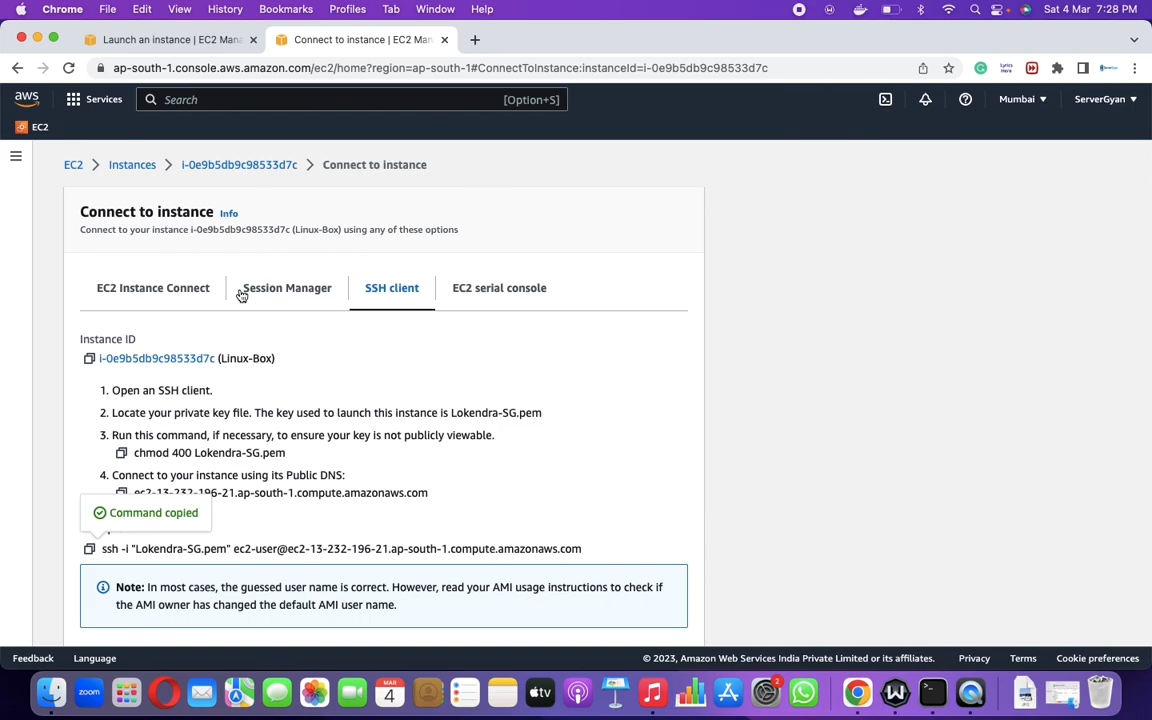 Chrome File Edit View History Bookmarks Profiles Tab Window Help Sat 4 Mar 7:28 PM
Launch an instance | EC2 Mana
Connect to instance | EC2 Man
ap-south-1.console.aws.amazon.com/ec2/home?region=ap-south-1#ConnectToInstance:instanceId=i-0e9b5db9c98533d7c
aws Services Search [Option+S] Mumbai ServerGyan
EC2
EC2 Instances i-0e9b5db9c98533d7c Connect to instance
Connect to instance Info
Connect to your instance i-0e9b5db9c98533d7c (Linux-Box) using any of these options
EC2 Instance Connect Session Manager SSH client EC2 serial console
Instance ID
i-0e9b5db9c98533d7c (Linux-Box)
1. Open an SSH client.
2. Locate your private key file. The key used to launch this instance is Lokendra-SG.pem
3. Run this command, if necessary, to ensure your key is not publicly viewable.
chmod 400 Lokendra-SG.pem
4. Connect to your instance using its Public DNS:
ec2-13-232-196-21.ap-south-1.compute.amazonaws.com
Command copied
ssh -i "Lokendra-SG.pem" ec2-user@ec2-13-232-196-21.ap-south-1.compute.amazonaws.com
Note: In most cases, the guessed user name is correct. However, read your AMI usage instructions to check if
the AMI owner has changed the default AMI user name.
Feedback Language © 2023, Amazon Web Services India Private Limited or its affiliates. Privacy Terms Cookie preferences
zoom MAR 4 tv 2